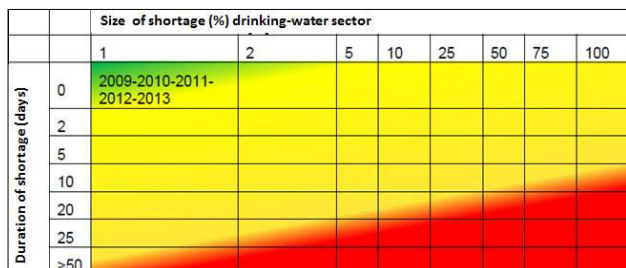 Size of shortage (%) drinking-water sector
1 2 5 10 25 50 75 100
Duration of shortage (days)
0 2009-2010-2011-
2012-2013
2
5
10
20
25
>50